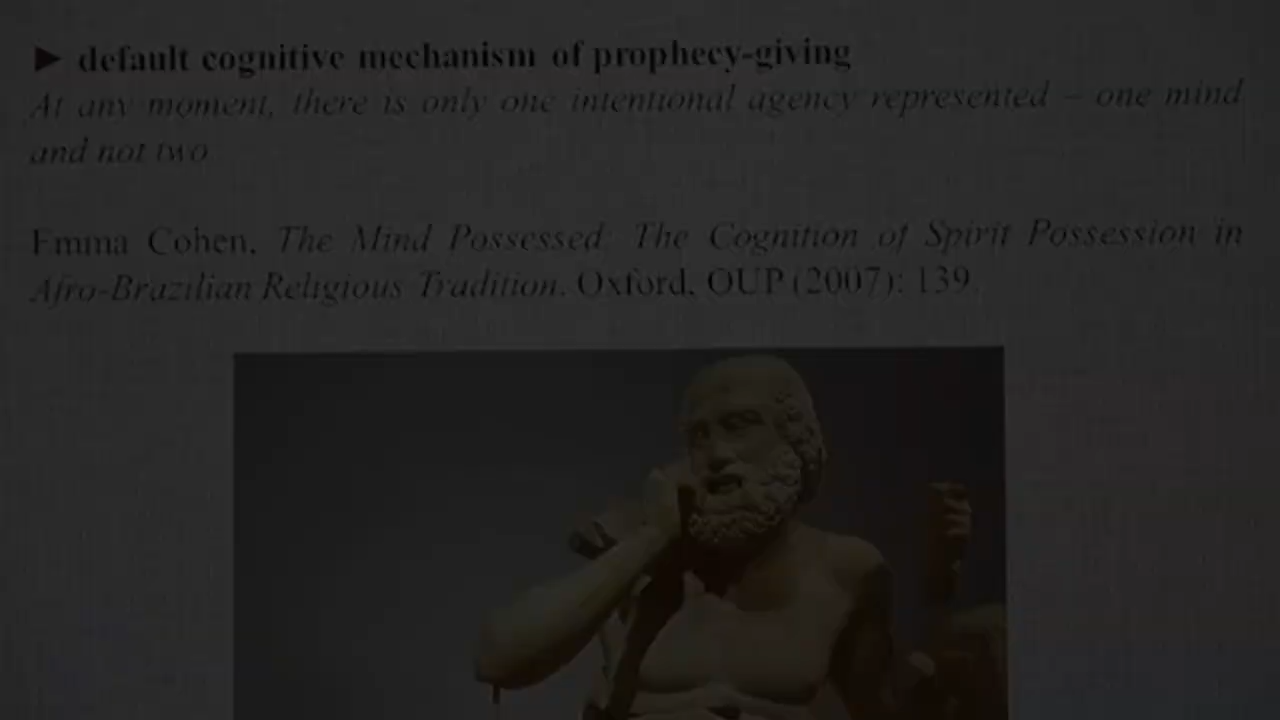 ► default cognitive mechanism of prophecy-giving
At any moment, there is only one intentional agency represented – one mind
and not two
Emma Cohen, The Mind Possessed: The Cognition of Spirit Possession in
Afro-Brazilian Religious Tradition. Oxford, OUP (2007): 139.